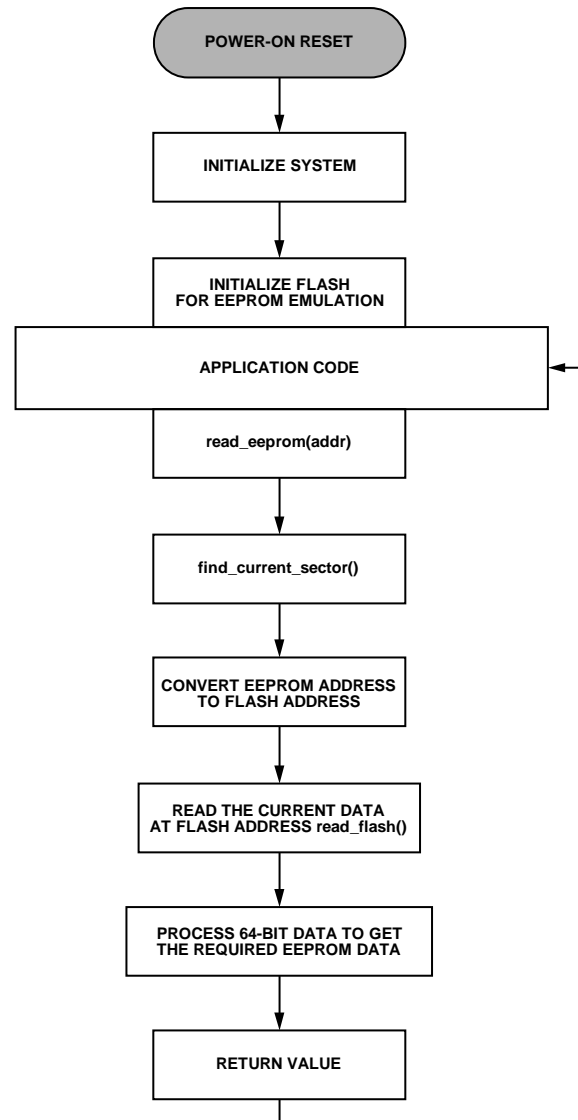 POWER-ON RESET
INITIALIZE SYSTEM
INITIALIZE FLASH
FOR EEPROM EMULATION
APPLICATION CODE
read_eeprom(addr)
find_current_sector()
CONVERT EEPROM ADDRESS
TO FLASH ADDRESS
READ THE CURRENT DATA
AT FLASH ADDRESS read_flash()
PROCESS 64-BIT DATA TO GET
THE REQUIRED EEPROM DATA
RETURN VALUE